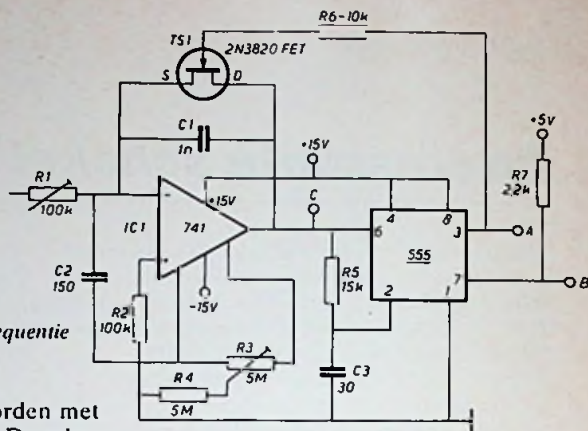 TS1
2N3820 FET
R6-10k
S
D
C1
1n
+15V
+5V
R1
100k
C
R7
2,2k
IC1
741
+15V
-
+
-15V
6
4
8
3
A
555
7
B
2
1
C2
150
R2
100k
R5
15k
R3
5M
R4
5M
C3
30
equentie
orden met